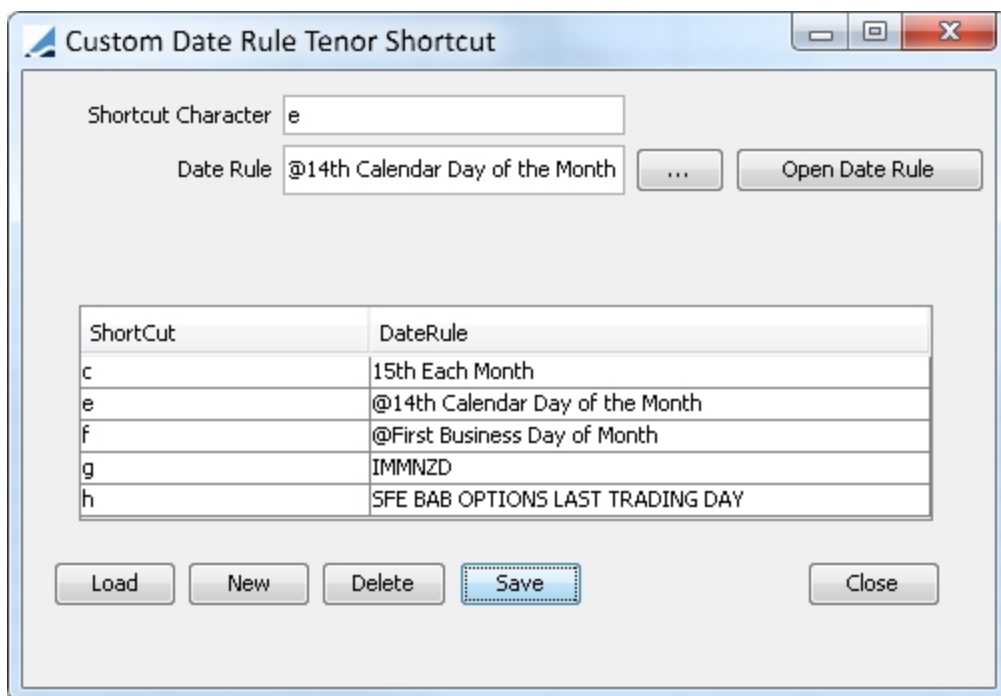 Custom Date Rule Tenor Shortcut
Shortcut Character e
Date Rule @14th Calendar Day of the Month ... Open Date Rule
ShortCut DateRule
c 15th Each Month
e @14th Calendar Day of the Month
f @First Business Day of Month
g IMMNZD
h SFE BAB OPTIONS LAST TRADING DAY
Load New Delete Save Close